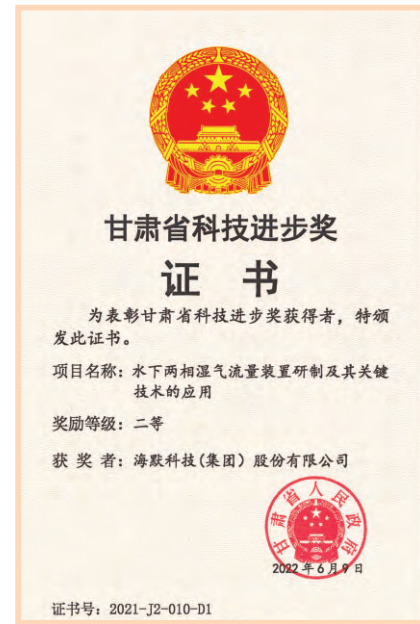 甘肃省科技进步奖
证 书
为表彰甘肃省科技进步奖获得者，特颁
发此证书。
项目名称：水下两相湿气流量装置研制及其关键
技术的应用
奖励等级：二等
获 奖 者：海默科技(集团）股份有限公司
甘肃省人民政府
2022年6月9日
证书号：2021-J2-010-D1